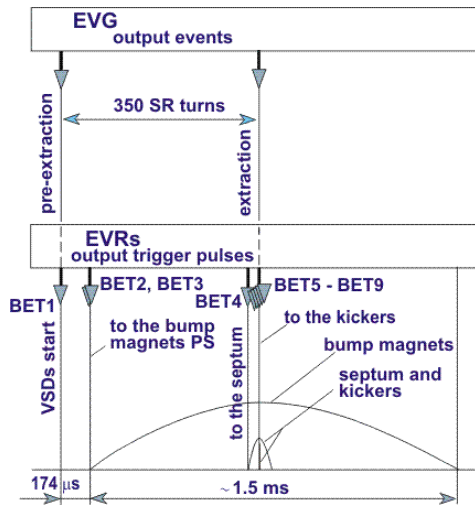 EVG
output events
350 SR turns
pre-extraction
extraction
EVRs
output trigger pulses
BET1
BET2, BET3
BET4
BET5 - BET9
VSDs start
to the bump
magnets PS
to the septum
to the kickers
bump magnets
septum and
kickers
174 μs
~1.5 ms